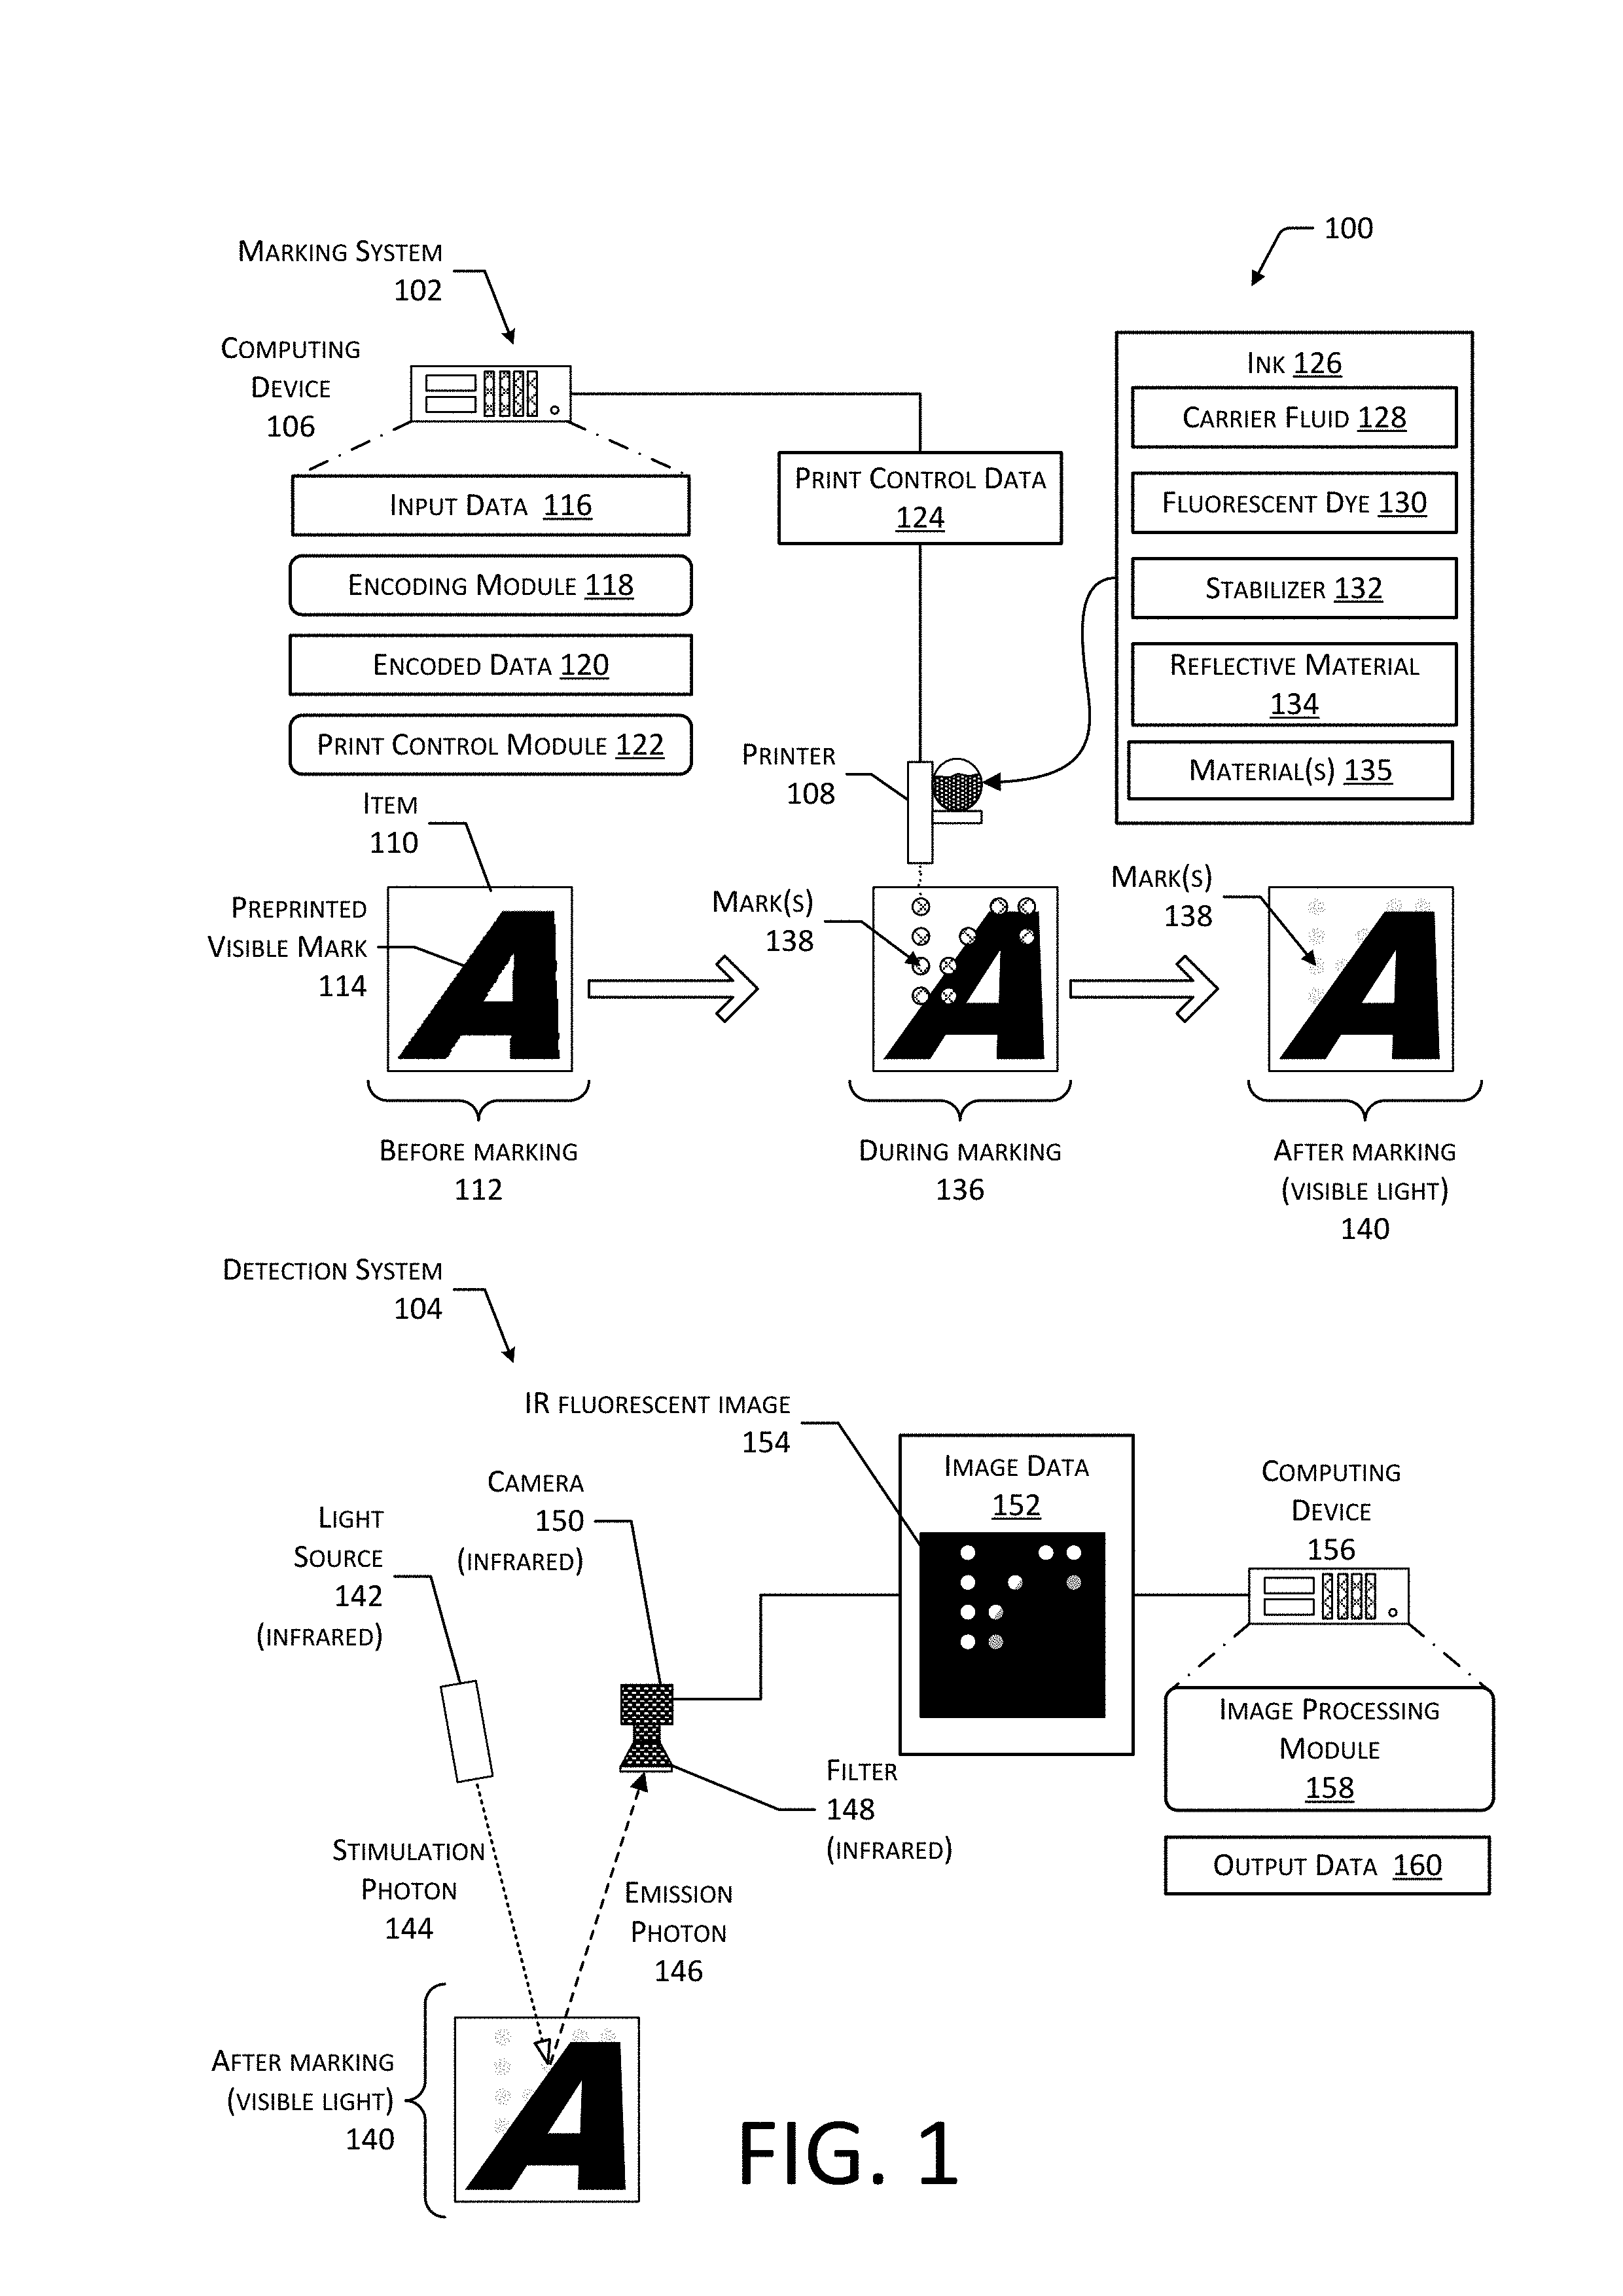 100
Marking System
102
Computing
Device
106
Input Data 116
Encoding Module 118
Encoded Data 120
Print Control Module 122
Print Control Data
124
Ink 126
Carrier Fluid 128
Fluorescent Dye 130
Stabilizer 132
Reflective Material
134
Material(s) 135
Printer
108
Item
110
Preprinted
Visible Mark
114
A
Before marking
112
Mark(s)
138
A
During marking
136
Mark(s)
138
A
After marking
(visible light)
140
Detection System
104
IR fluorescent image
154
Image Data
152
Camera
150
(infrared)
Light
Source
142
(infrared)
Computing
Device
156
Image Processing
Module
158
Output Data 160
Filter
148
(infrared)
Stimulation
Photon
144
Emission
Photon
146
After marking
(visible light)
140
A
FIG. 1